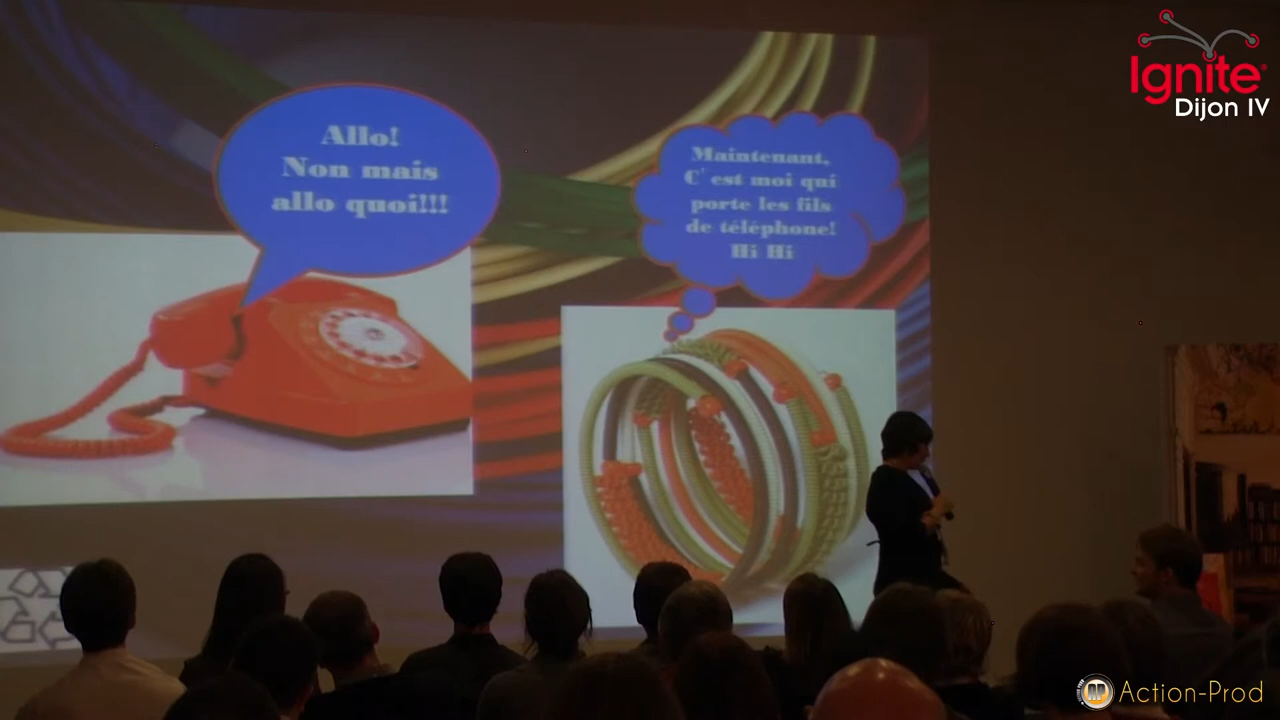 Allo!
Non mais
allo quoi!!!
Maintenant,
C' est moi qui
porte les fils
de téléphone!
Hi Hi
Ignite
Dijon IV
Action-Prod